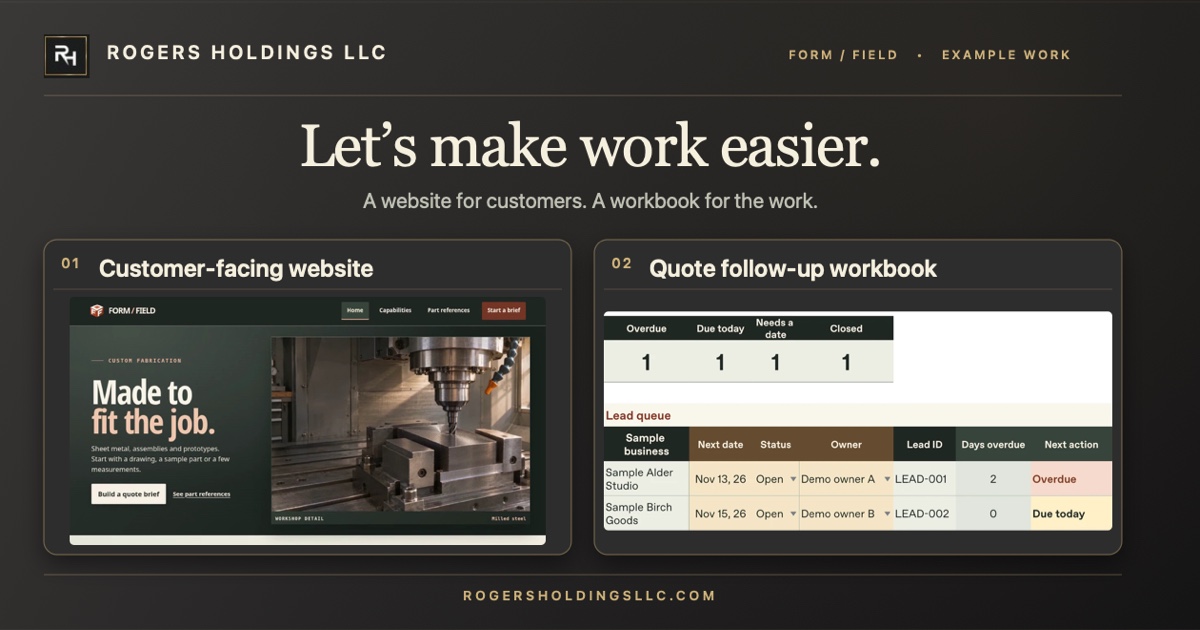 RH
ROGERS HOLDINGS LLC
FORM / FIELD • EXAMPLE WORK
Let’s make work easier.
A website for customers. A workbook for the work.
01 Customer-facing website
FORM / FIELD
Home Capabilities Part references Start a brief
CUSTOM FABRICATION
Made to
fit the job.
Sheet metal, assemblies and prototypes.
Start with a drawing, a sample part or a few
measurements.
Build a quote brief See part references
WORKSHOP DETAIL Milled steel
02 Quote follow-up workbook
Overdue Due today Needs a date Closed
1 1 1 1
Lead queue
Sample business Next date Status Owner Lead ID Days overdue Next action
Sample Alder Studio Nov 13, 26 Open Demo owner A LEAD-001 2 Overdue
Sample Birch Goods Nov 15, 26 Open Demo owner B LEAD-002 0 Due today
ROGERSHOLDINGSLLC.COM